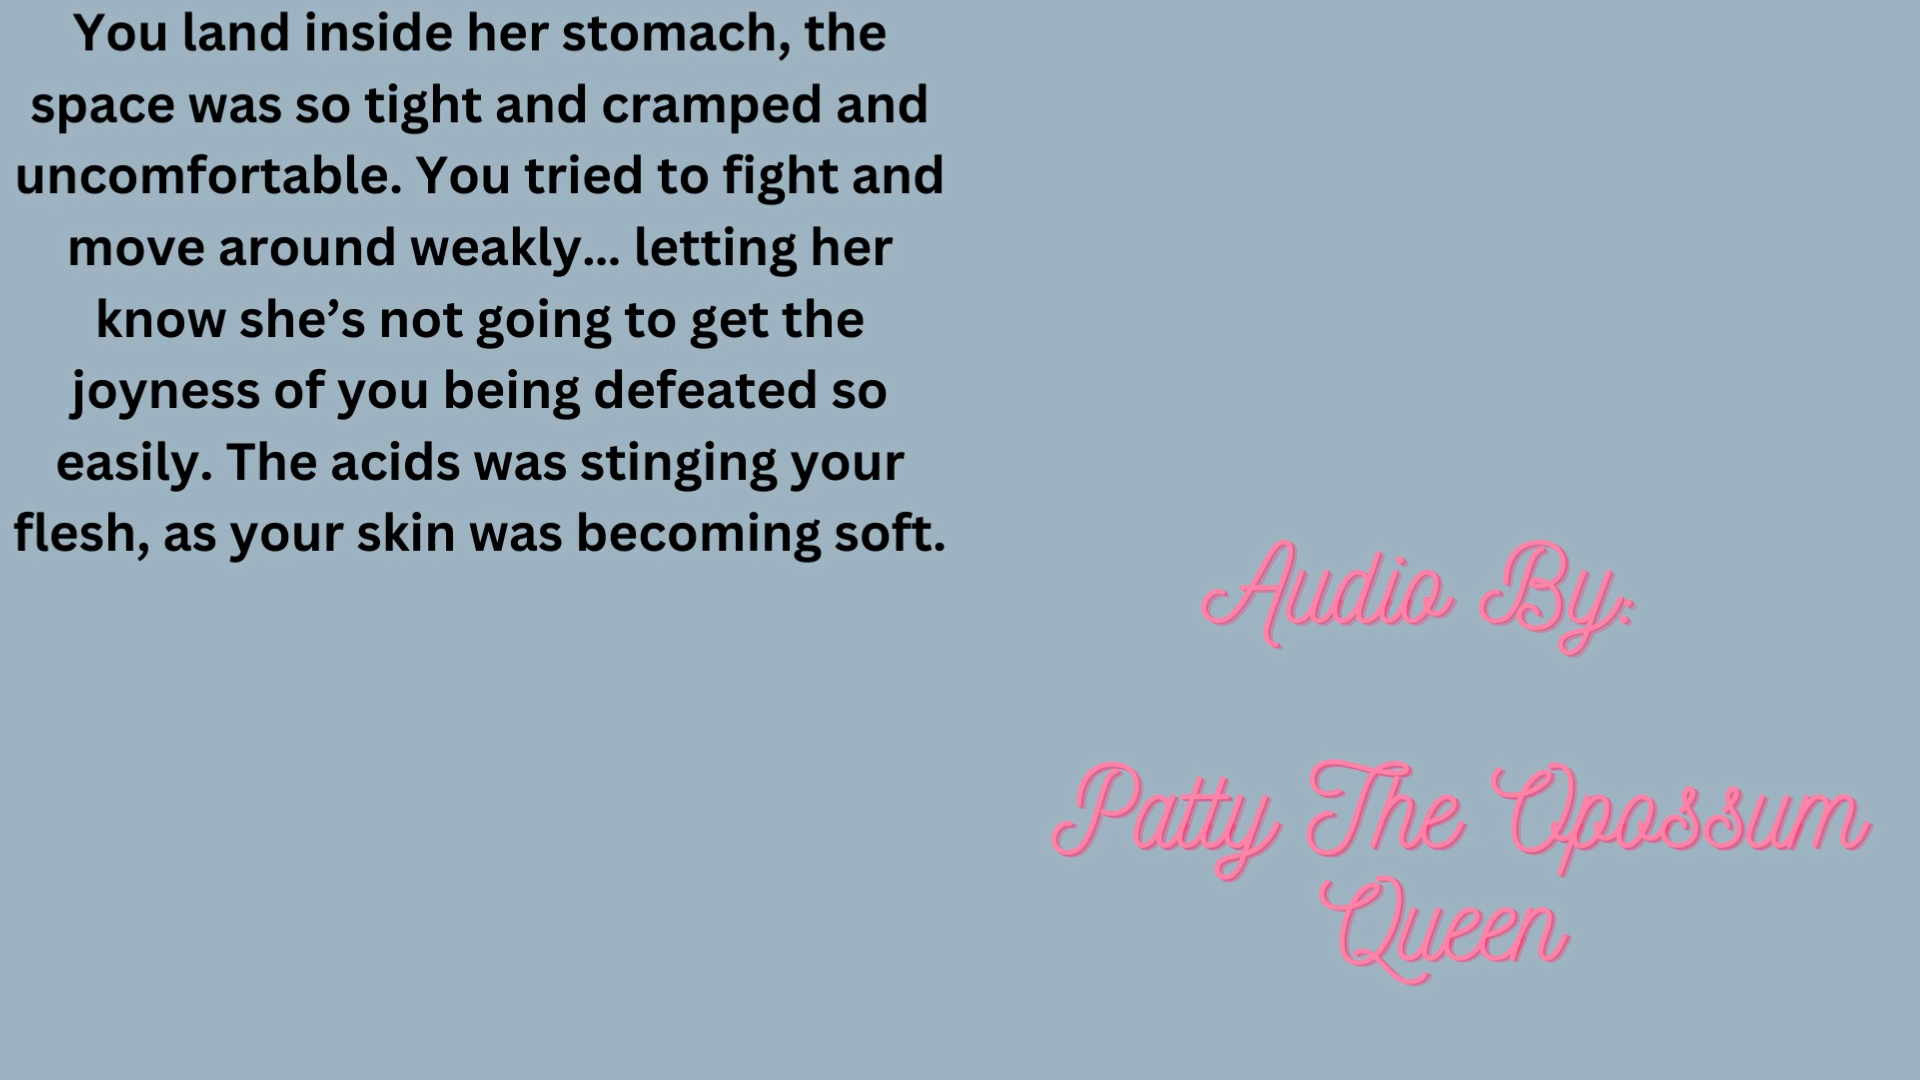 You land inside her stomach, the
space was so tight and cramped and
uncomfortable. You tried to fight and
move around weakly... letting her
know she’s not going to get the
joyness of you being defeated so
easily. The acids was stinging your
flesh, as your skin was becoming soft.
Audio By:
Patty The Opossum
Queen